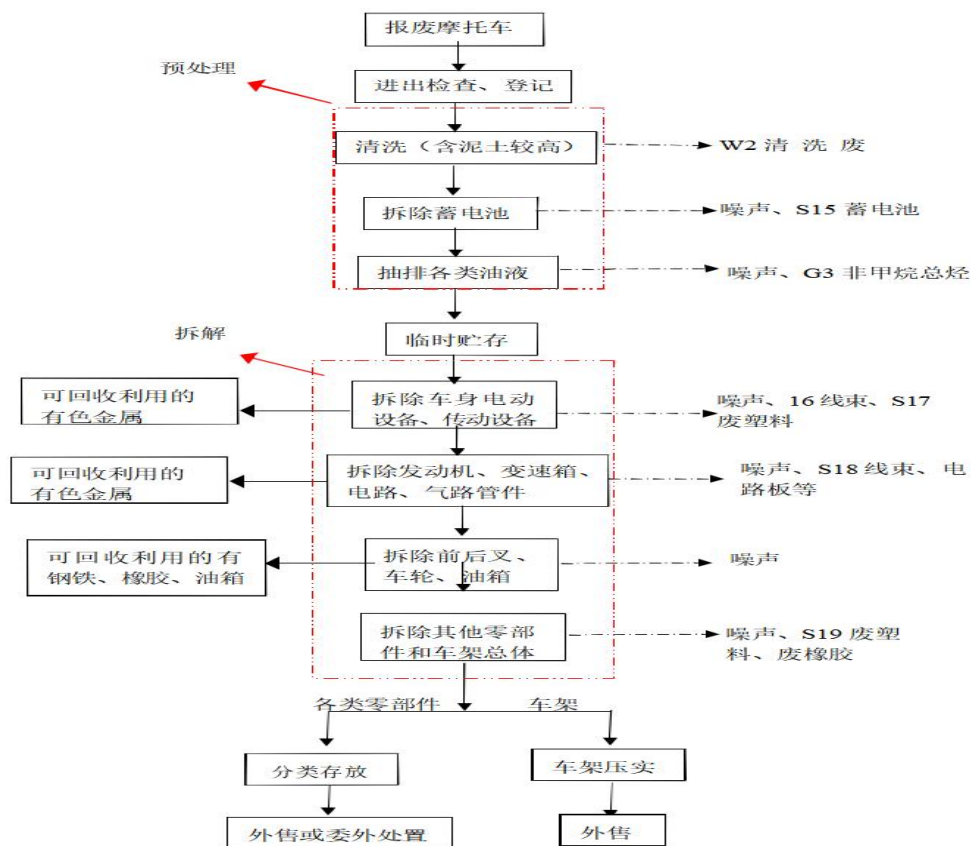 报废摩托车
预处理
进出检查、登记
清洗（含泥土较高）
W2 清 洗 废
拆除蓄电池
噪声、S15 蓄电池
抽排各类油液
噪声、G3 非甲烷总烃
拆解
临时贮存
可回收利用的
有色金属
拆除车身电动
设备、传动设备
噪声、16 线束、S17
废塑料
可回收利用的
有色金属
拆除发动机、变速箱、
电路、气路管件
噪声、S18 线束、电
路板等
可回收利用的有
钢铁、橡胶、油箱
拆除前后叉、
车轮、油箱
噪声
拆除其他零部
件和车架总体
噪声、S19 废塑
料、废橡胶
各类零部件
车架
分类存放
车架压实
外售或委外处置
外售